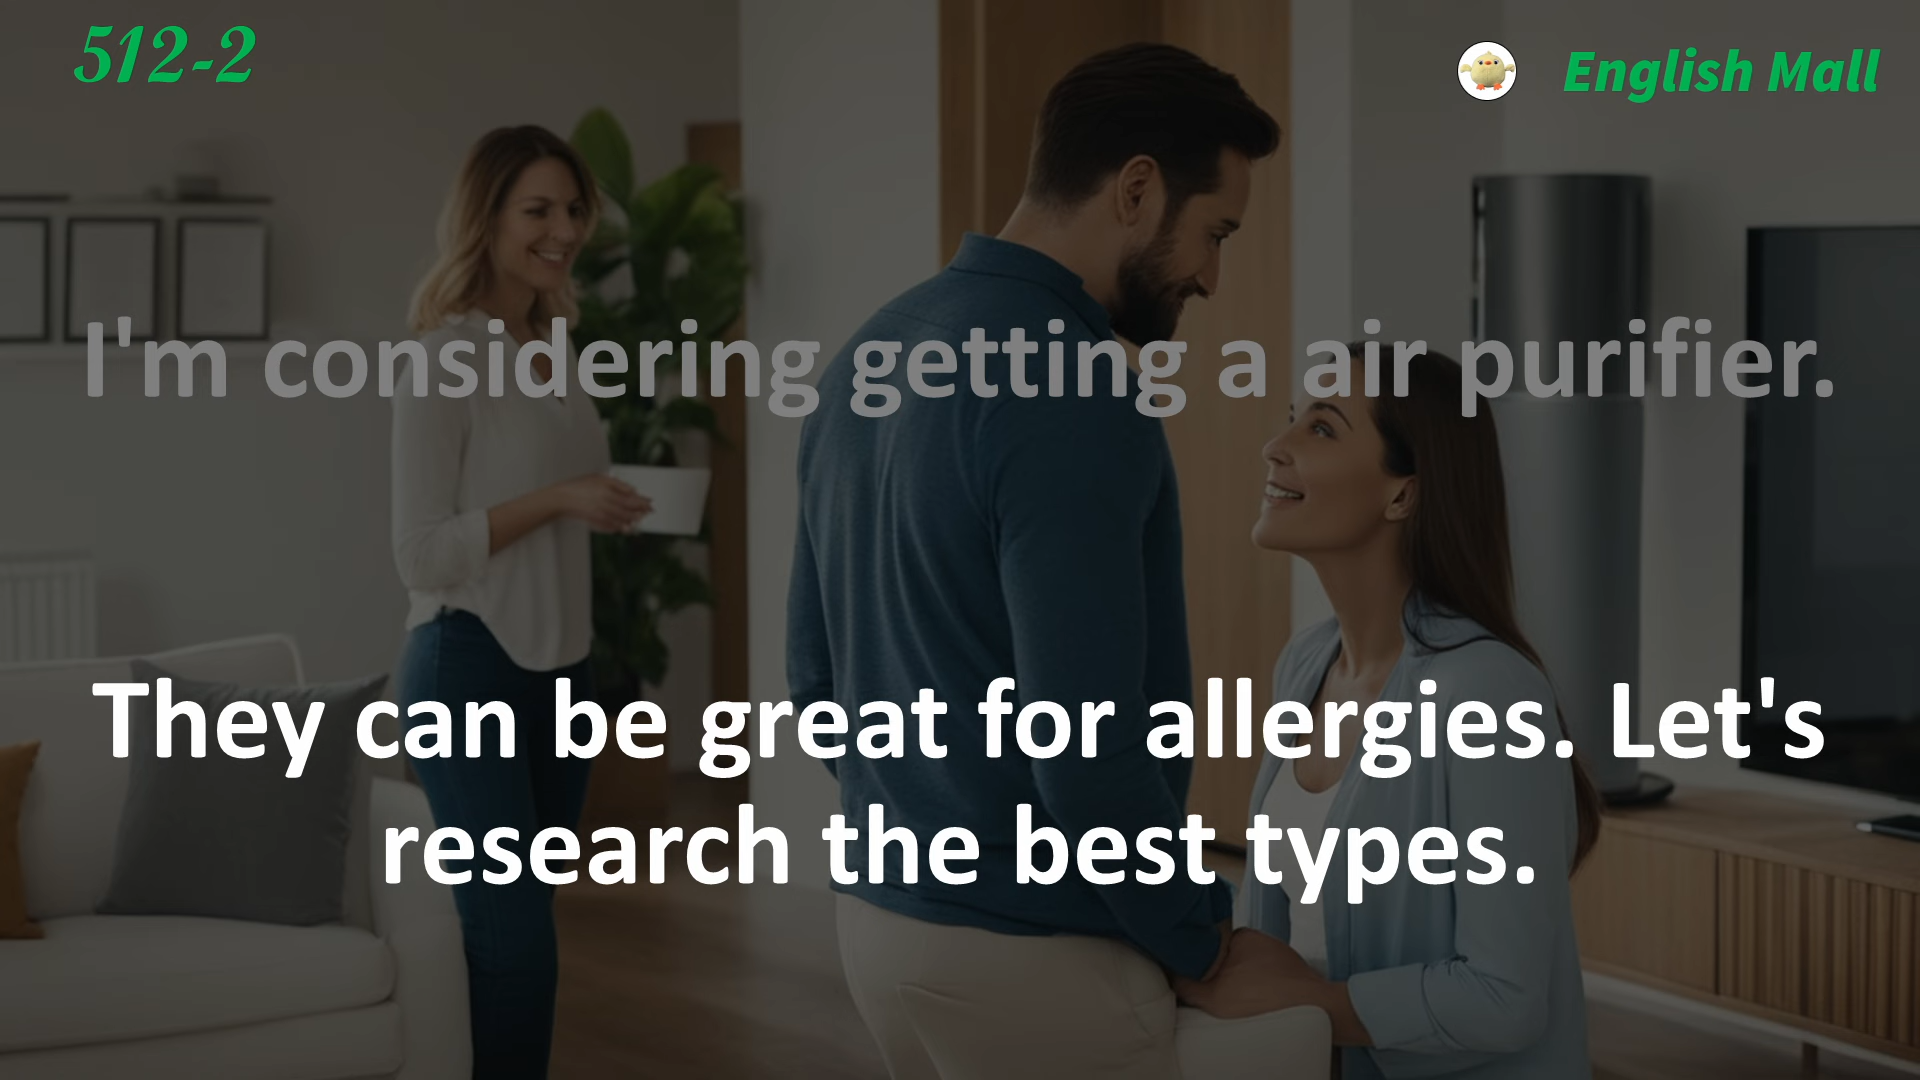 512-2
English Mall
I'm considering getting a air purifier.
They can be great for allergies. Let's
research the best types.